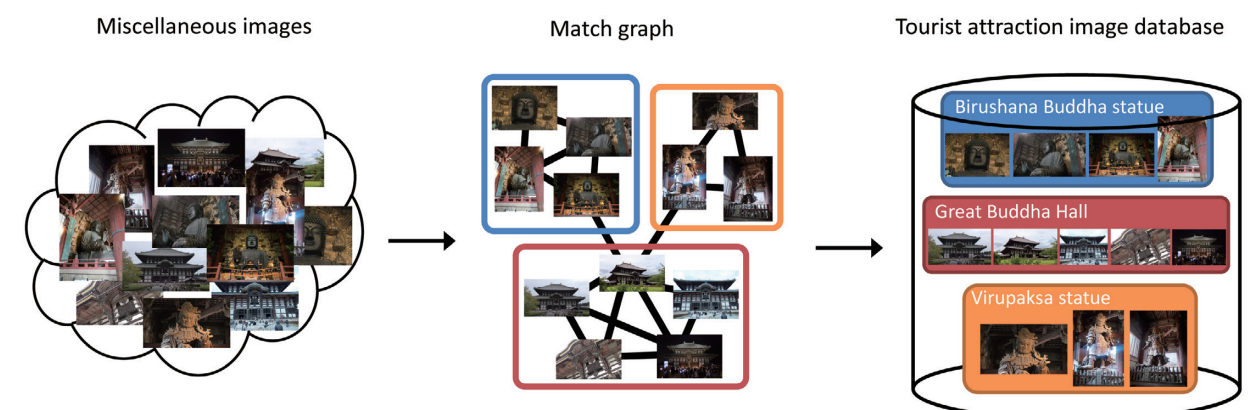 Miscellaneous images
Match graph
Tourist attraction image database
Birushana Buddha statue
Great Buddha Hall
Virupaksa statue